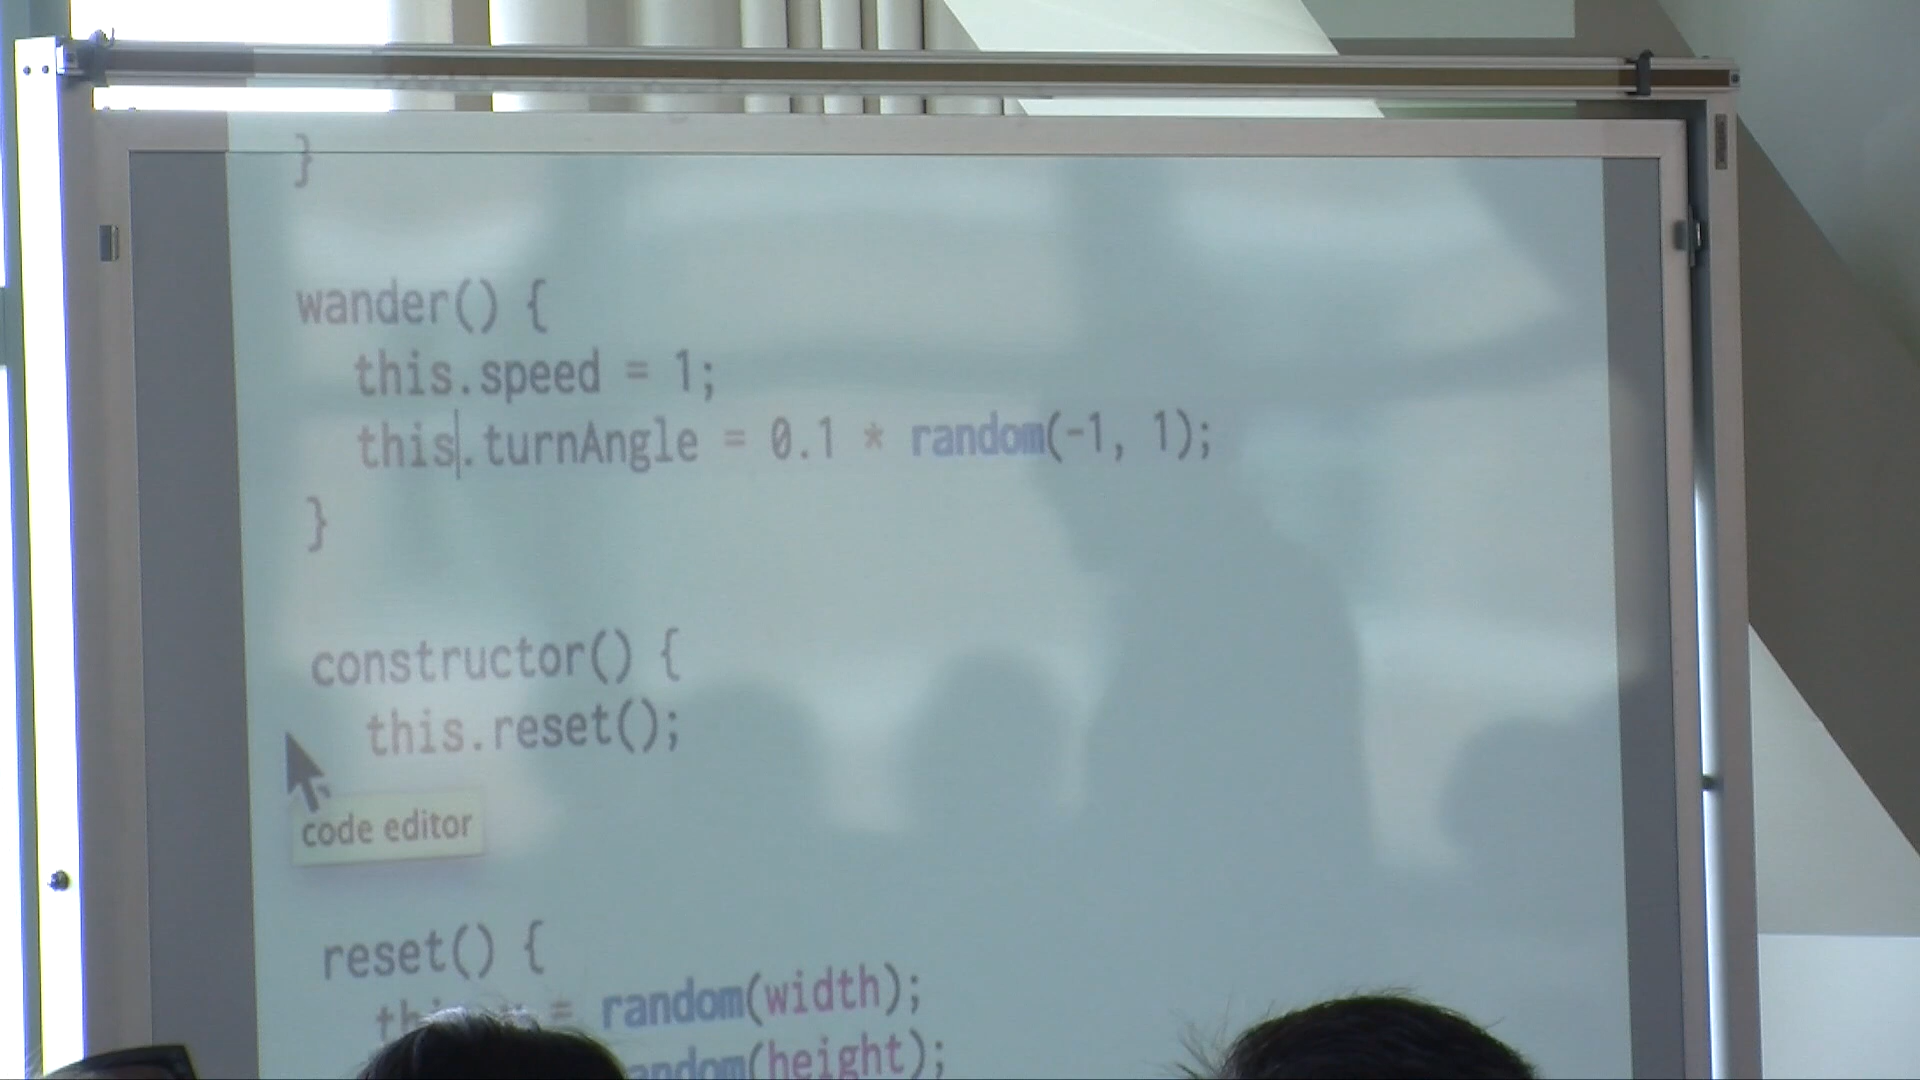 }
wander() {
this.speed = 1;
this.turnAngle = 0.1 * random(-1, 1);
}
constructor() {
this.reset();
code editor
reset() {
= random(width);
(height);